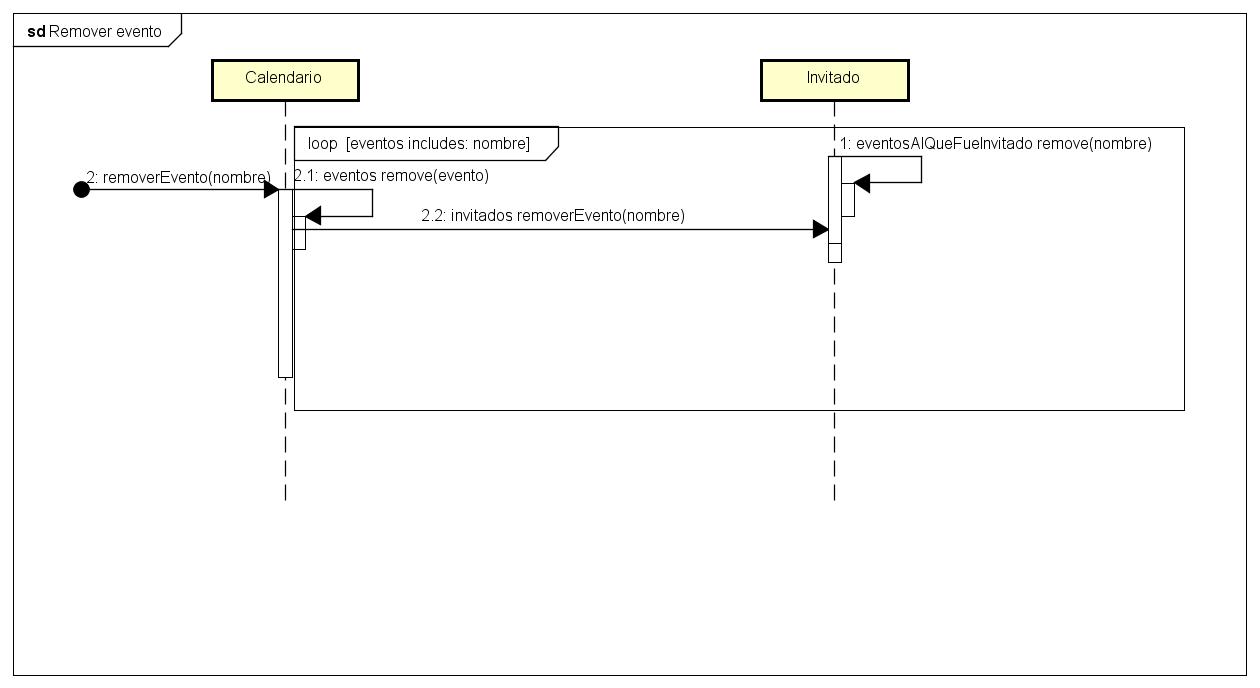 sd Remover evento
Calendario
Invitado
loop [eventos includes: nombre]
1: eventosAlQueFueInvitado remove(nombre)
2: removerEvento(nombre)
2.1: eventos remove(evento)
2.2: invitados removerEvento(nombre)